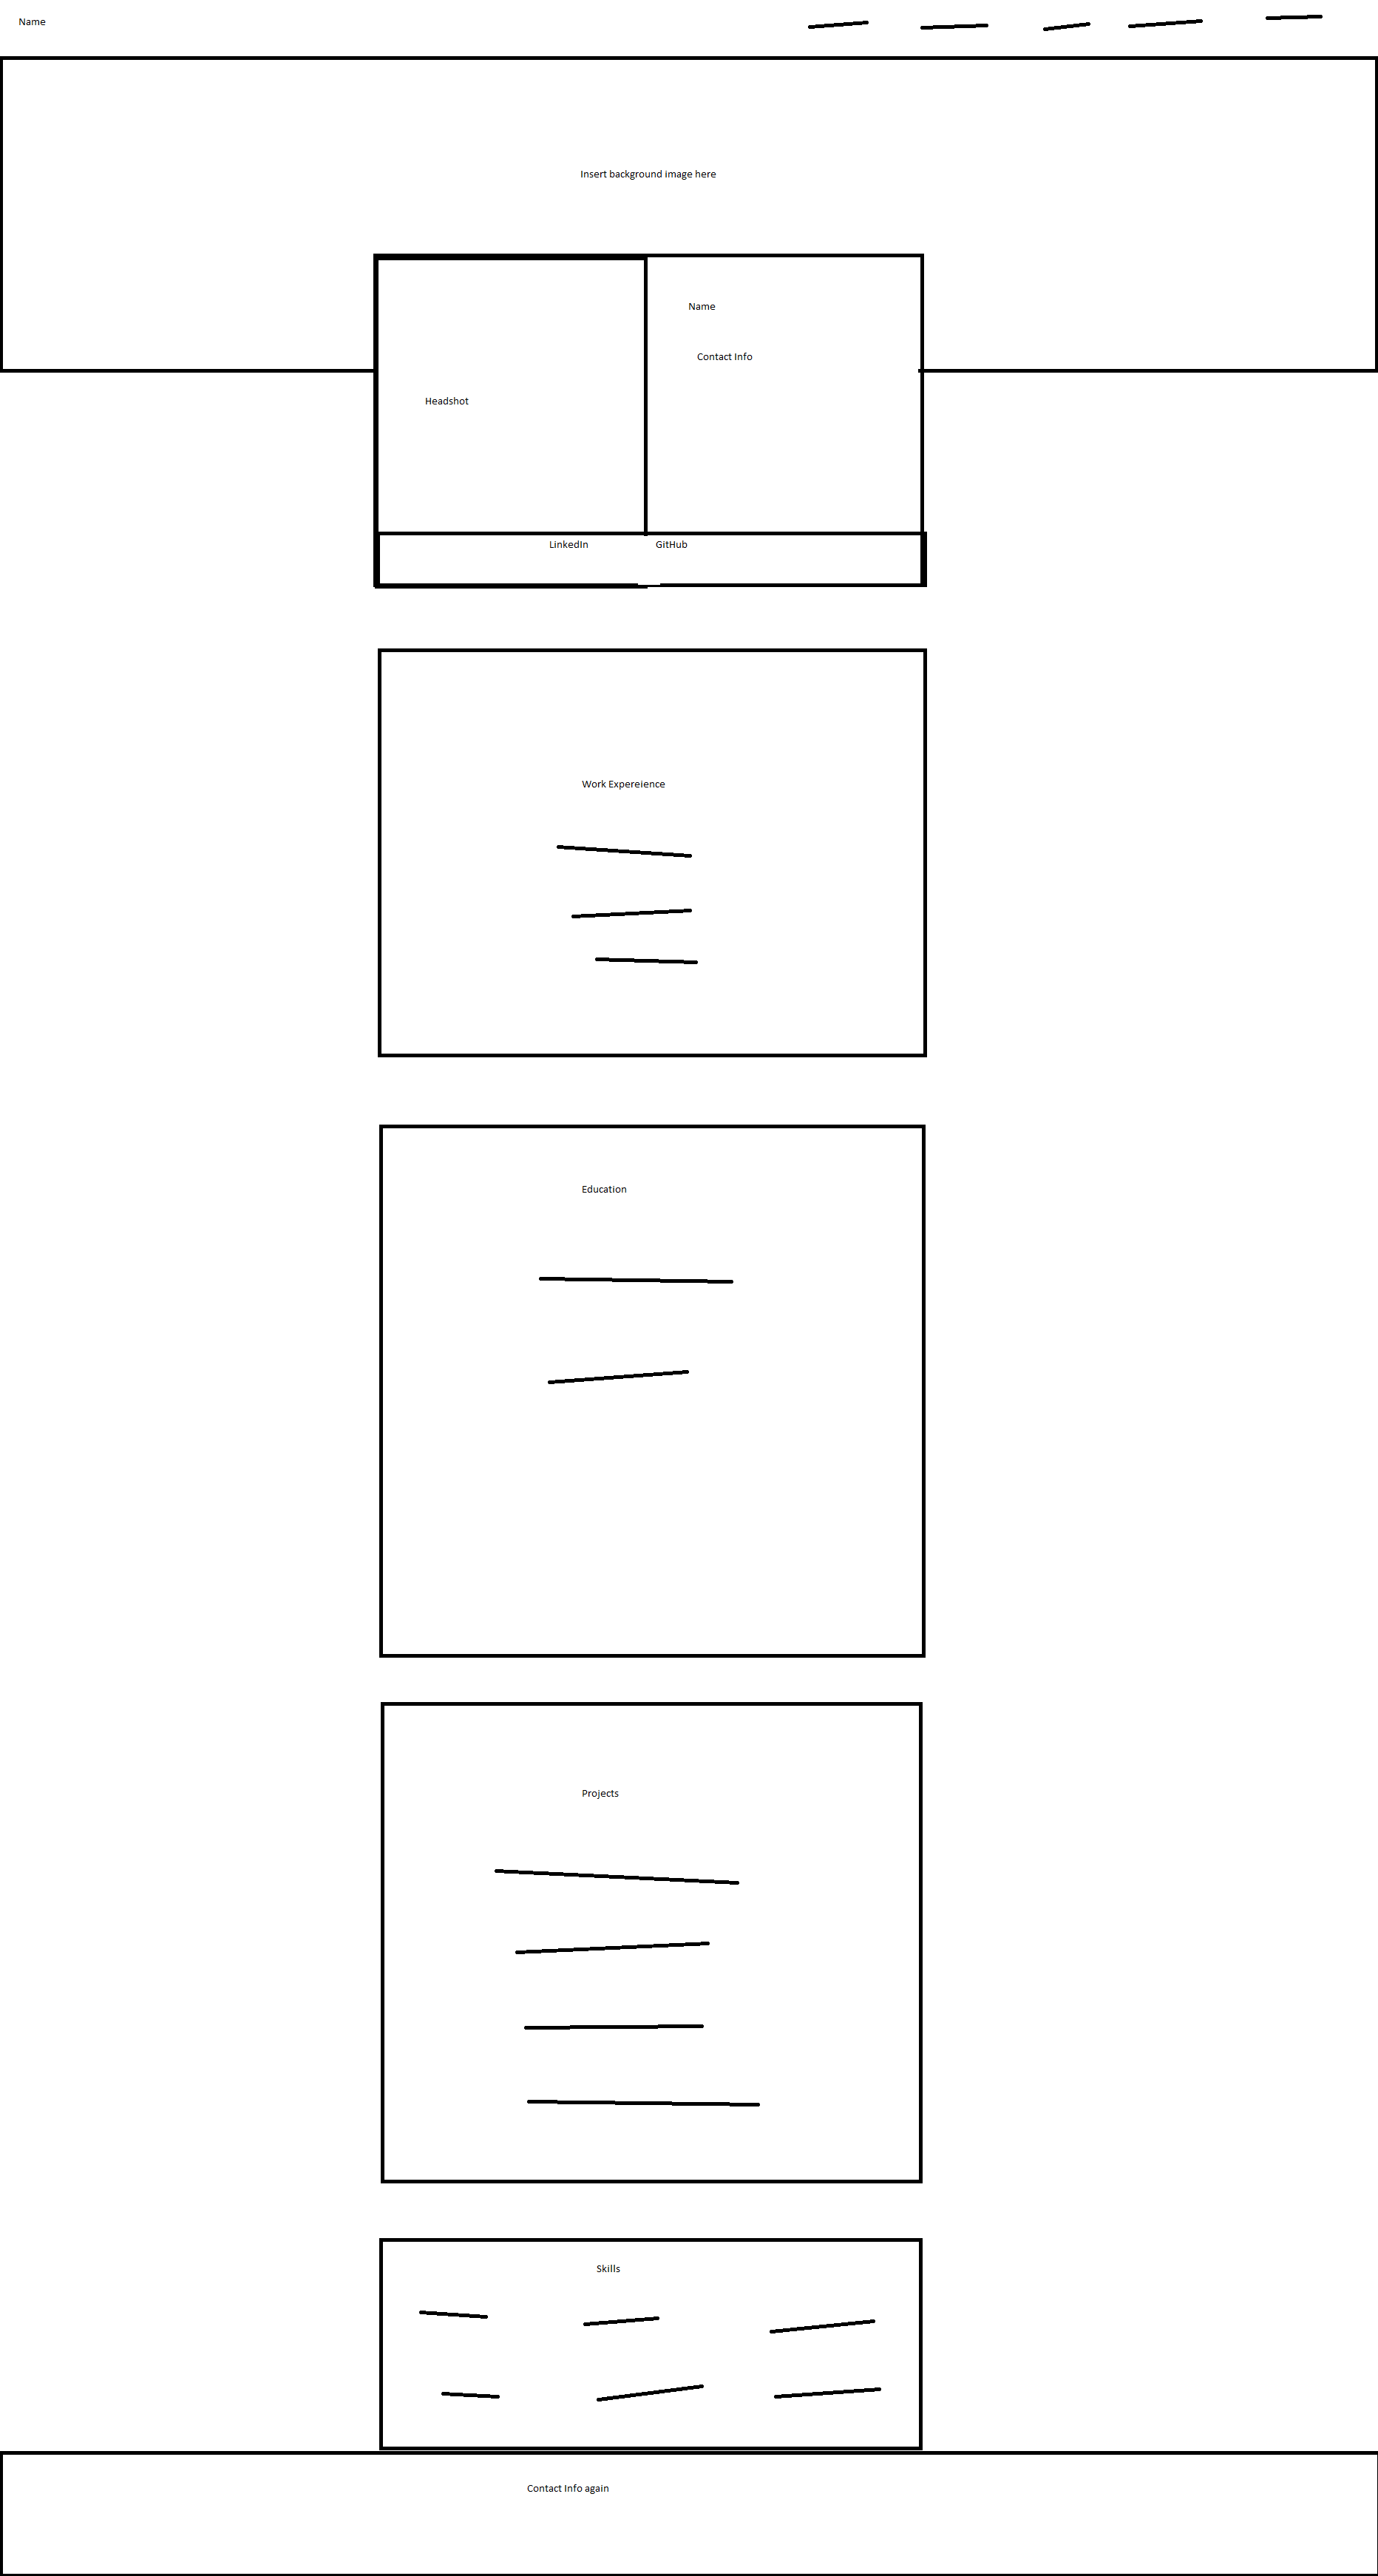 Name
Insert background image here
Name
Contact Info
Headshot
LinkedIn GitHub
Work Expereience
Education
Projects
Skills
Contact Info again